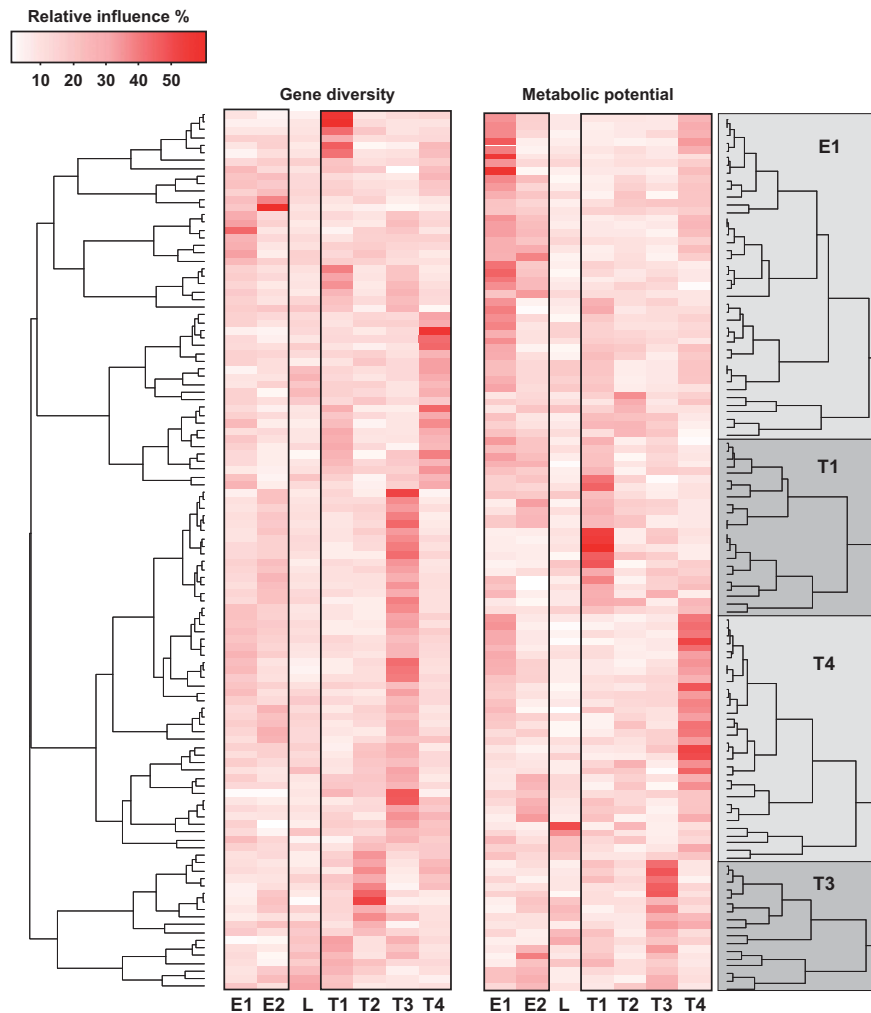 Relative influence %
10 20 30 40 50
Gene diversity
Metabolic potential
E1
T1
T4
T3
E1 E2 L T1 T2 T3 T4
E1 E2 L T1 T2 T3 T4